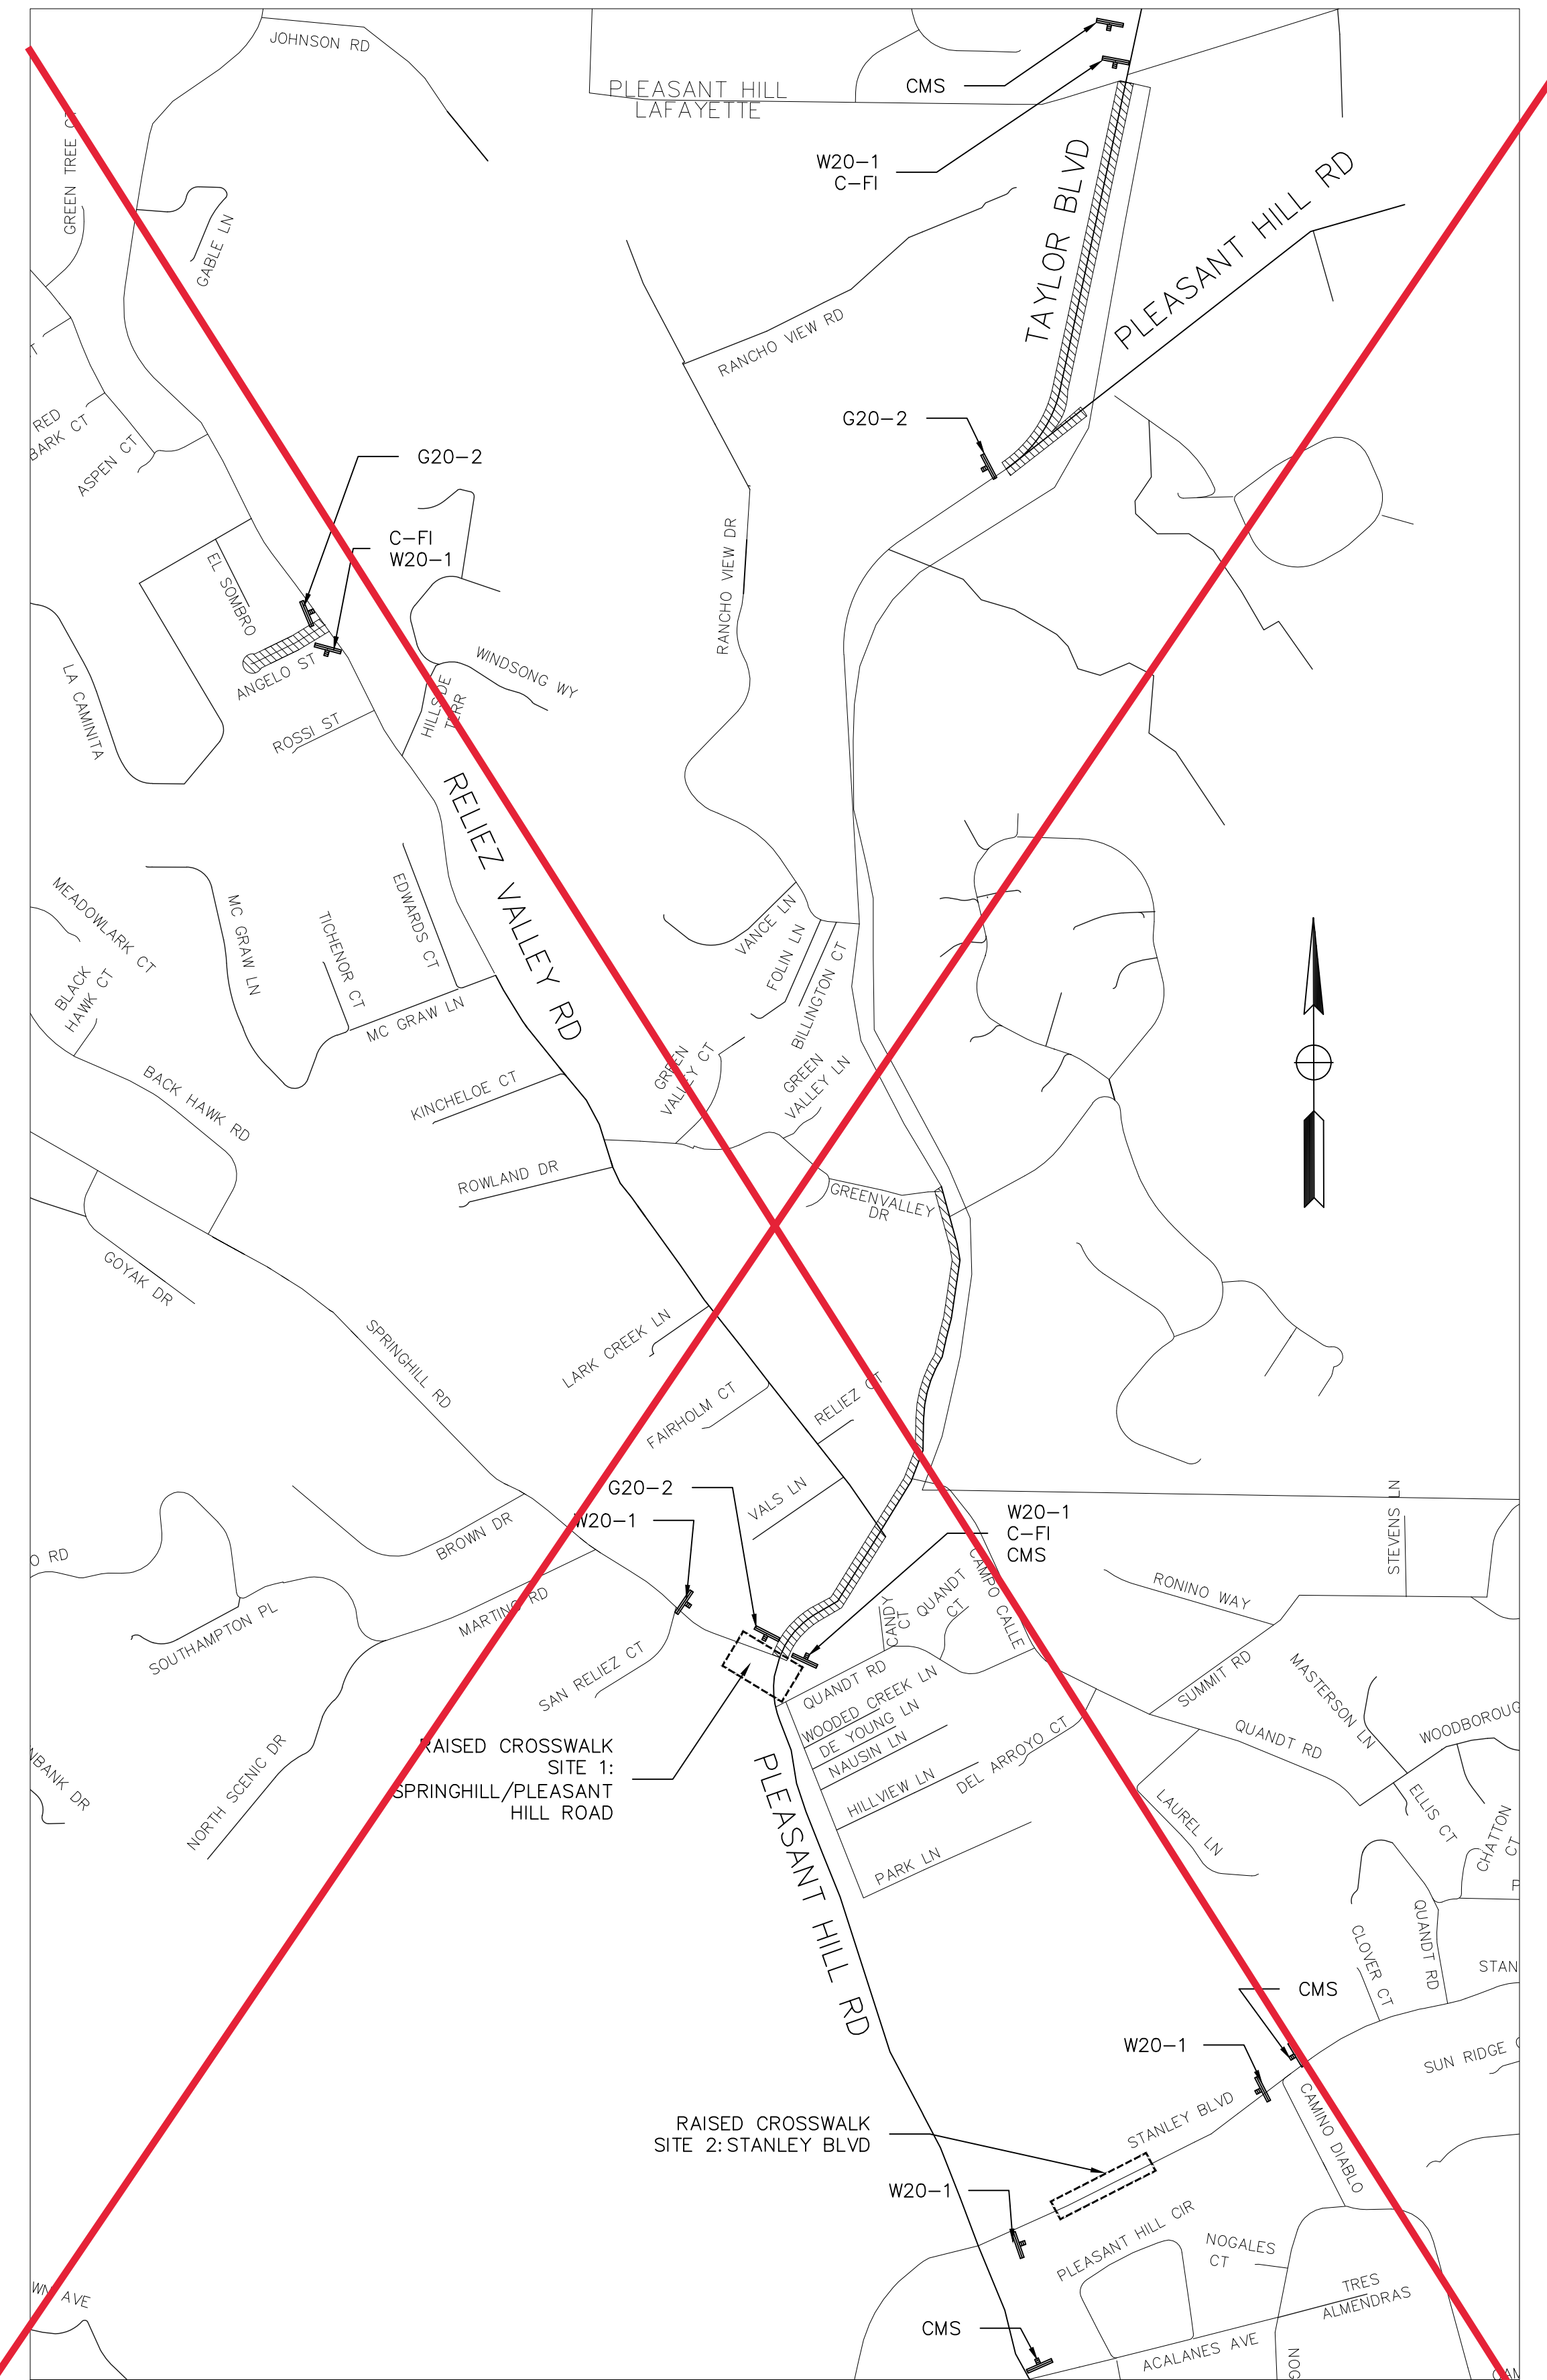 JOHNSON RD
PLEASANT HILL
LAFAYETTE
CMS
W20-1
C-FI
TAYLOR BLVD
PLEASANT HILL RD
GREEN TREE CT
GABLE LN
RANCHO VIEW RD
G20-2
RED
BARK CT
ASPEN CT
G20-2
C-FI
W20-1
EL SOMBRO
RANCHO VIEW DR
LA CAMINITA
ANGELO ST
ROSSI ST
HILLSIDE
TERR
WINDSONG WY
RELIEZ VALLEY RD
MEADOWLARK CT
BLACK
HAWK CT
MC GRAW LN
TICHENOR CT
EDWARDS CT
MC GRAW LN
VANCE LN
FOLIN LN
BILLINGTON CT
GREEN
VALLEY CT
GREEN
VALLEY LN
BACK HAWK RD
KINCHELOE CT
ROWLAND DR
GREENVALLEY
DR
GOYAK DR
SPRINGHILL RD
LARK CREEK LN
FAIRHOLM CT
RELIEZ CT
G20-2
W20-1
VALS LN
W20-1
C-FI
CMS
STEVENS LN
BROWN DR
O RD
MARTINO RD
SOUTHAMPTON PL
SAN RELIEZ CT
CANDY
CT
QUANDT
CT
CAMPO CALLE
RONINO WAY
QUANDT RD
WOODED CREEK LN
DE YOUNG LN
NAUSIN LN
HILLVIEW LN
DEL ARROYO CT
PARK LN
SUMMIT RD
MASTERSON LN
QUANDT RD
WOODBOROUG
LAUREL LN
ELLIS CT
CHATTON
CT
RAISED CROSSWALK
SITE 1:
SPRINGHILL/PLEASANT
HILL ROAD
NORTH SCENIC DR
NBANK DR
PLEASANT HILL RD
CLOVER CT
QUANDT RD
STAN
CMS
W20-1
SUN RIDGE
CAMINO DIABLO
STANLEY BLVD
RAISED CROSSWALK
SITE 2: STANLEY BLVD
W20-1
PLEASANT HILL CIR
NOGALES
CT
TRES
ALMENDRAS
WN AVE
CMS
ACALANES AVE
NOG